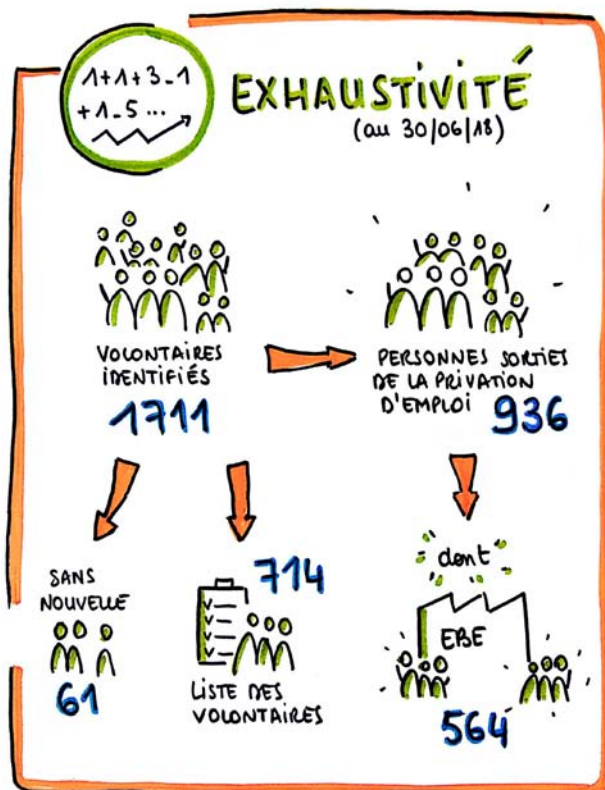 1+1+3-1
+1-5 ...
EXHAUSTIVITÉ
(au 30/06/18)
VOLONTAIRES
IDENTIFIÉS
1711
PERSONNES SORTIES
DE LA PRIVATION
D'EMPLOI 936
SANS
NOUVELLE
61
714
LISTE DES
VOLONTAIRES
dont
EBE
564